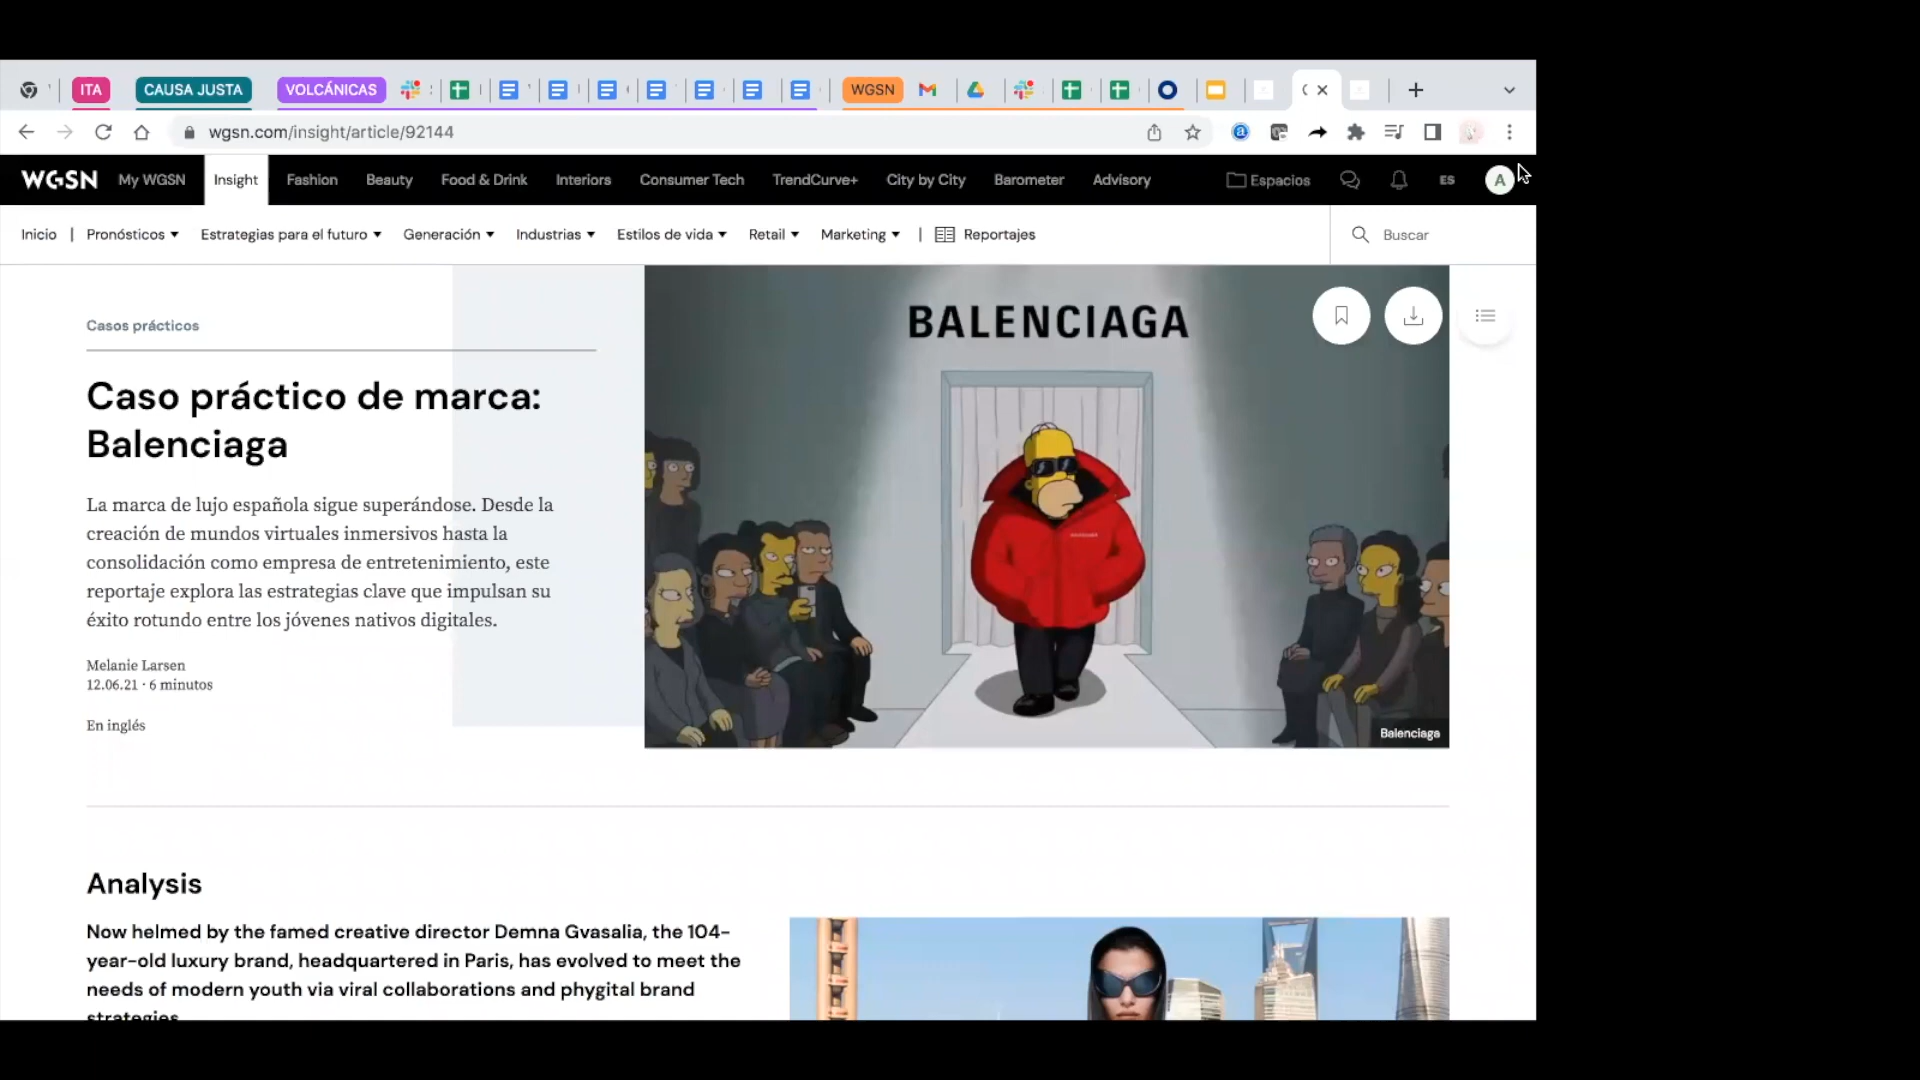 ITA
CAUSA JUSTA
VOLCÁNICAS
WGSN
wgsn.com/insight/article/92144
WGSN My WGSN Insight Fashion Beauty Food & Drink Interiors Consumer Tech TrendCurve+ City by City Barometer Advisory Espacios ES A
Inicio | Pronósticos Estrategias para el futuro Generación Industrias Estilos de vida Retail Marketing | Reportajes Buscar
Casos prácticos
BALENCIAGA
Caso práctico de marca:
Balenciaga
La marca de lujo española sigue superándose. Desde la
creación de mundos virtuales inmersivos hasta la
consolidación como empresa de entretenimiento, este
reportaje explora las estrategias clave que impulsan su
éxito rotundo entre los jóvenes nativos digitales.
Melanie Larsen
12.06.21 · 6 minutos
En inglés
Balenciaga
Analysis
Now helmed by the famed creative director Demna Gvasalia, the 104-
year-old luxury brand, headquartered in Paris, has evolved to meet the
needs of modern youth via viral collaborations and phygital brand
strategies